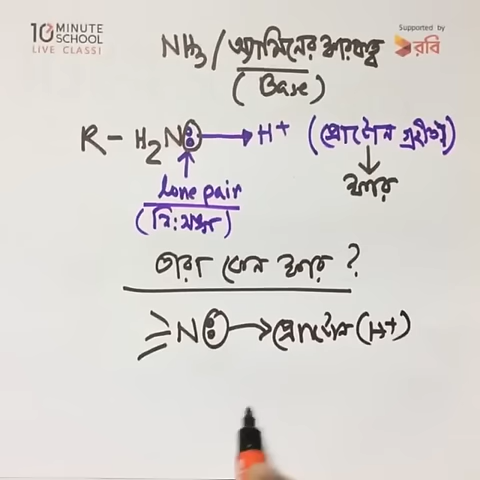 10 MINUTE SCHOOL
LIVE CLASS!
Supported by
রবি
NH3 / অ্যামিনের ক্ষারকত্ব
(Base)
R - H2N: → H+ (প্রোটন গ্রহীতা)
ক্ষার
lone pair
(নি:সঙ্গ)
তারা কেন ক্ষার ?
N: → প্রোটন (H+)